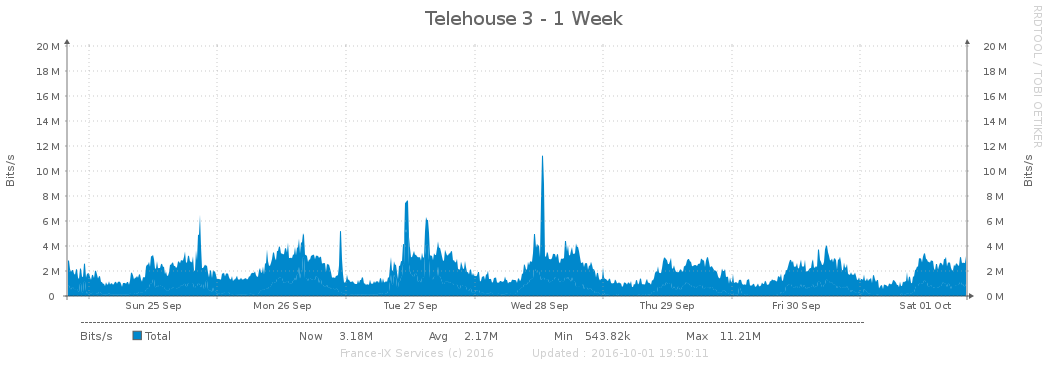 Telehouse 3 - 1 Week
RRDTOOL / TOBI OETIKER
Bits/s
Bits/s
20 M 20 M
18 M 18 M
16 M 16 M
14 M 14 M
12 M 12 M
10 M 10 M
8 M 8 M
6 M 6 M
4 M 4 M
2 M 2 M
0 0 M
Sun 25 Sep Mon 26 Sep Tue 27 Sep Wed 28 Sep Thu 29 Sep Fri 30 Sep Sat 01 Oct
Bits/s Total Now 3.18M Avg 2.17M Min 543.82k Max 11.21M
France-IX Services (c) 2016 Updated : 2016-10-01 19:50:11